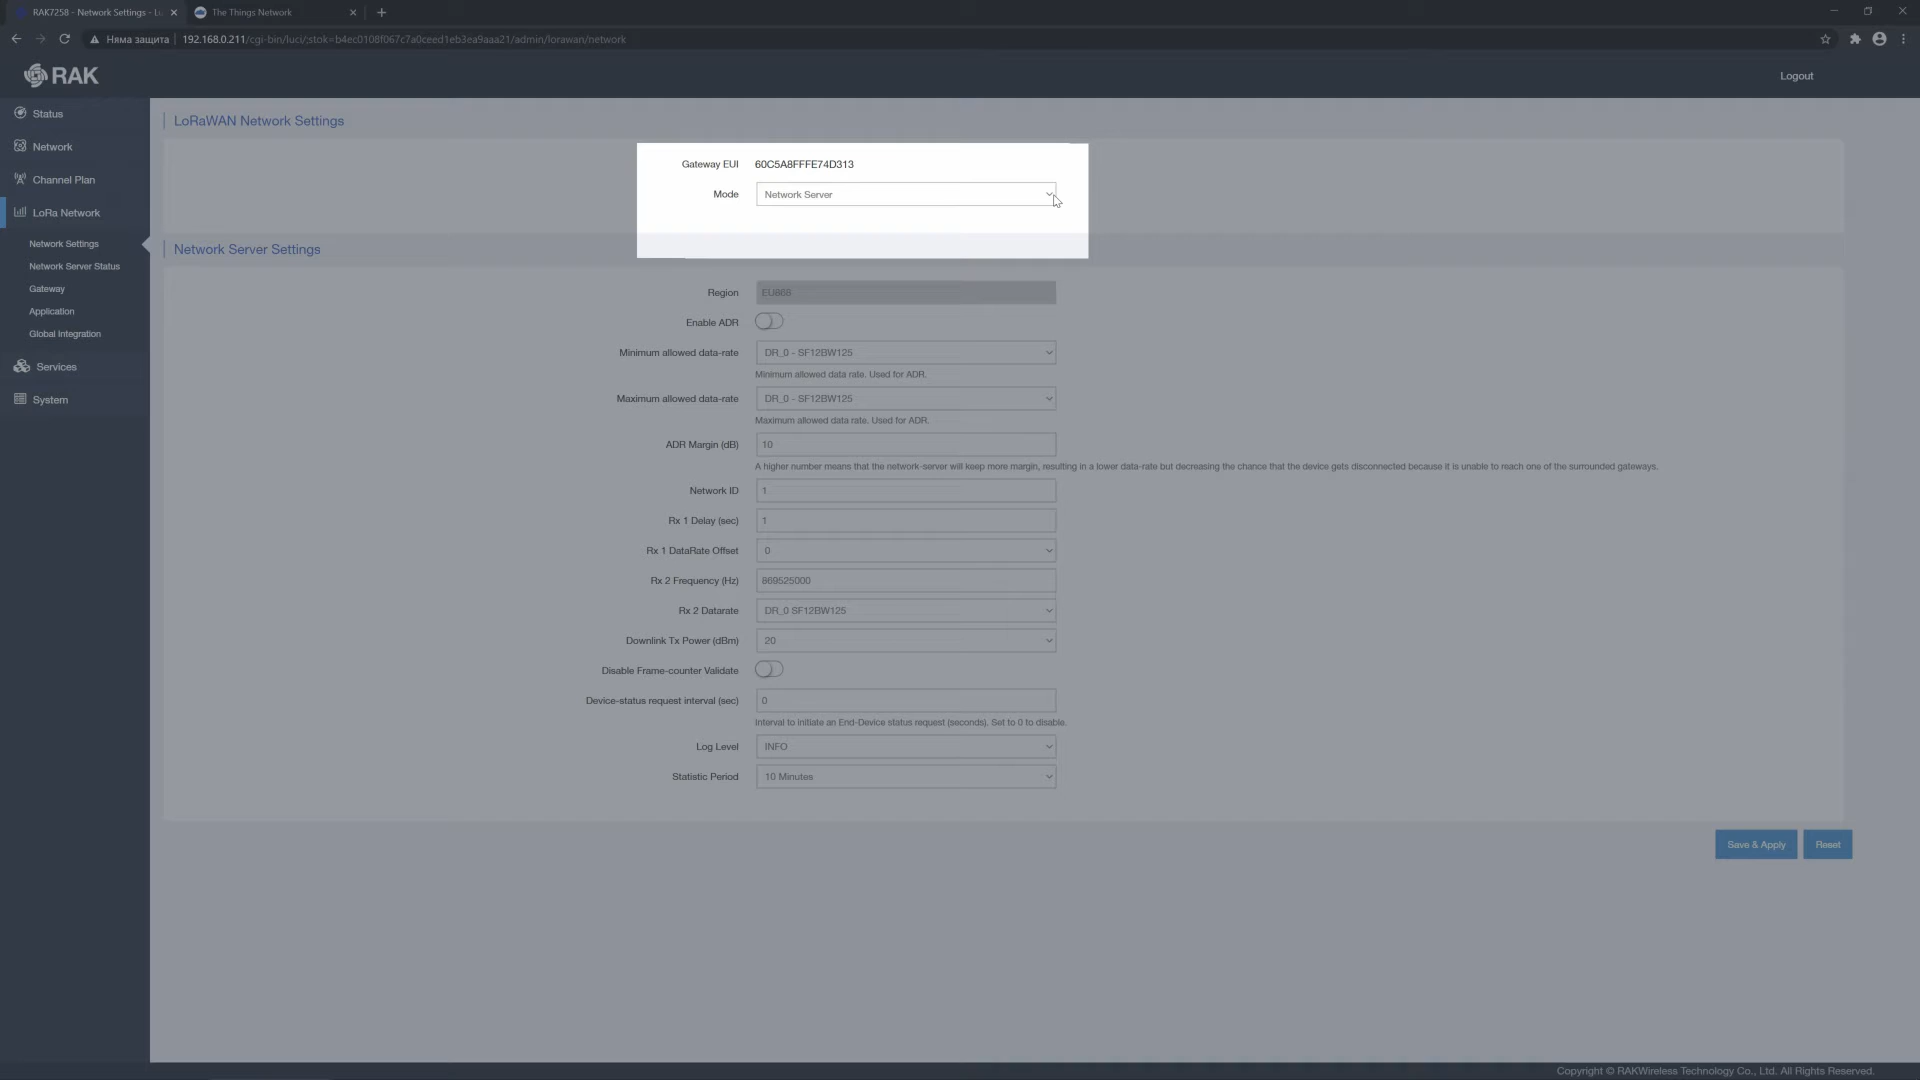 RAK7258 - Network Settings - Lu
The Things Network
Няма защита
192.168.0.211/cgi-bin/luci/;stok=b4ec0108f067c7a0ceed1eb3ea9aaa21/admin/lorawan/network
RAK
Logout
Status
Network
Channel Plan
LoRa Network
Network Settings
Network Server Status
Gateway
Application
Global Integration
Services
System
LoRaWAN Network Settings
Gateway EUI 60C5A8FFFE74D313
Mode Network Server
Network Server Settings
Region EU868
Enable ADR
Minimum allowed data-rate DR_0 - SF12BW125
Minimum allowed data rate. Used for ADR.
Maximum allowed data-rate DR_0 - SF12BW125
Maximum allowed data rate. Used for ADR.
ADR Margin (dB) 10
A higher number means that the network-server will keep more margin, resulting in a lower data-rate but decreasing the chance that the device gets disconnected because it is unable to reach one of the surrounded gateways.
Network ID 1
Rx 1 Delay (sec) 1
Rx 1 DataRate Offset 0
Rx 2 Frequency (Hz) 869525000
Rx 2 Datarate DR_0 SF12BW125
Downlink Tx Power (dBm) 20
Disable Frame-counter Validate
Device-status request interval (sec) 0
Interval to initiate an End-Device status request (seconds). Set to 0 to disable.
Log Level INFO
Statistic Period 10 Minutes
Save & Apply
Reset
Copyright © RAKWireless Technology Co., Ltd. All Rights Reserved.